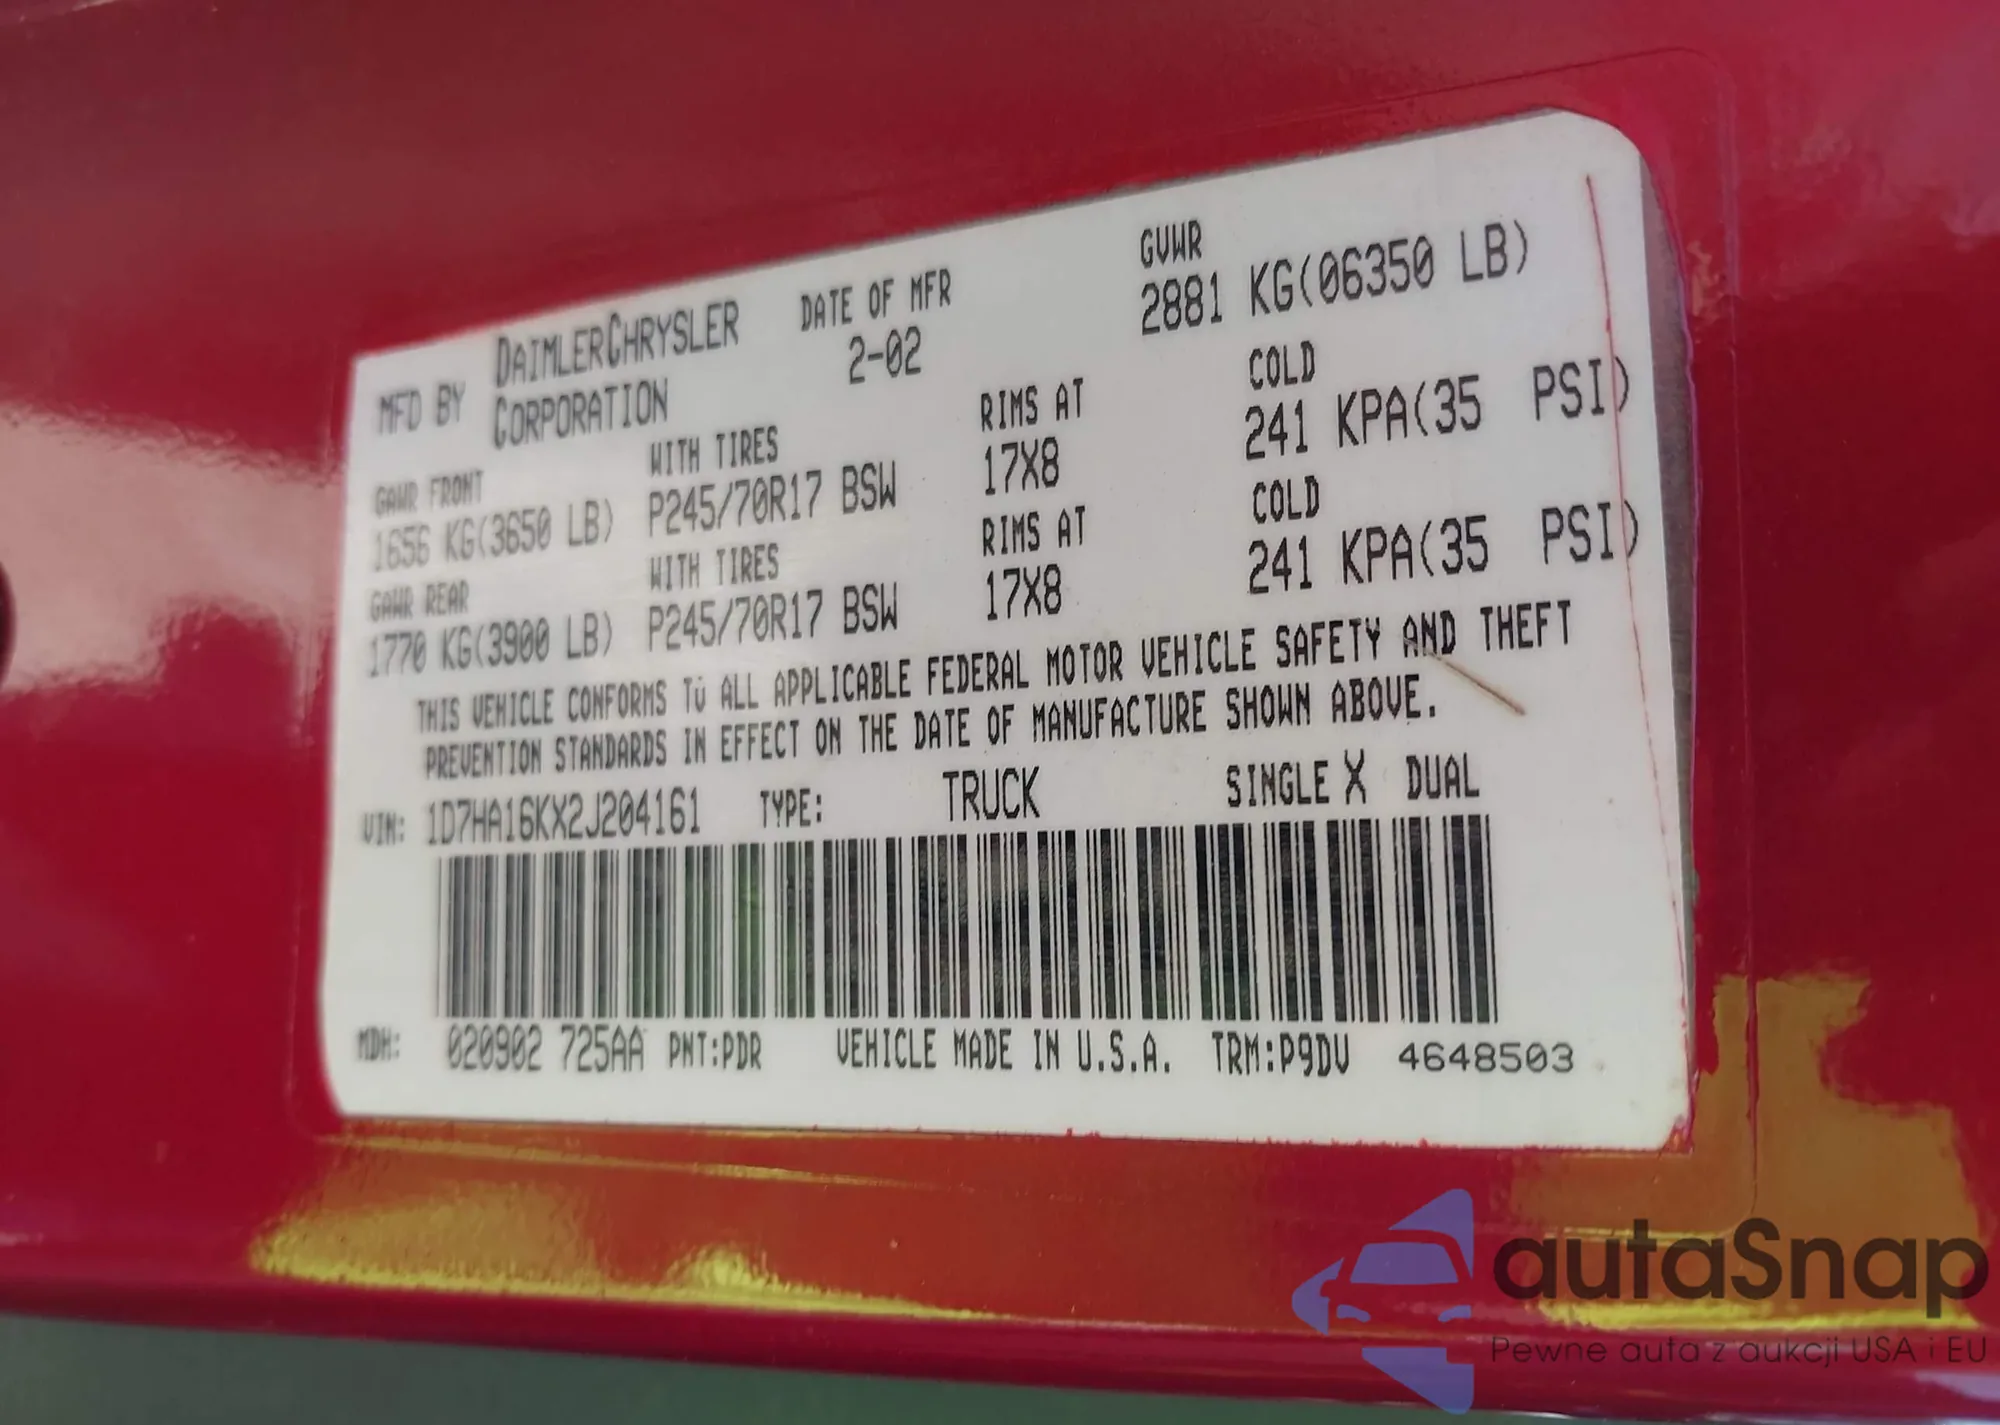 MFD BY DAIMLERCHRYSLER CORPORATION
DATE OF MFR 2-02
GVWR 2881 KG(06350 LB)
GAWR FRONT WITH TIRES RIMS AT COLD
1656 KG(3650 LB) P245/70R17 BSW 17X8 241 KPA(35 PSI)
GAWR REAR WITH TIRES RIMS AT COLD
1770 KG(3900 LB) P245/70R17 BSW 17X8 241 KPA(35 PSI)
THIS VEHICLE CONFORMS TO ALL APPLICABLE FEDERAL MOTOR VEHICLE SAFETY AND THEFT
PREVENTION STANDARDS IN EFFECT ON THE DATE OF MANUFACTURE SHOWN ABOVE.
VIN: 1D7HA16KX2J204161 TYPE: TRUCK SINGLE X DUAL
MDH: 020902 725AA PNT:PDR VEHICLE MADE IN U.S.A. TRM:P9DV 4648503
autaSnap
Pewne auta z aukcji USA i EU